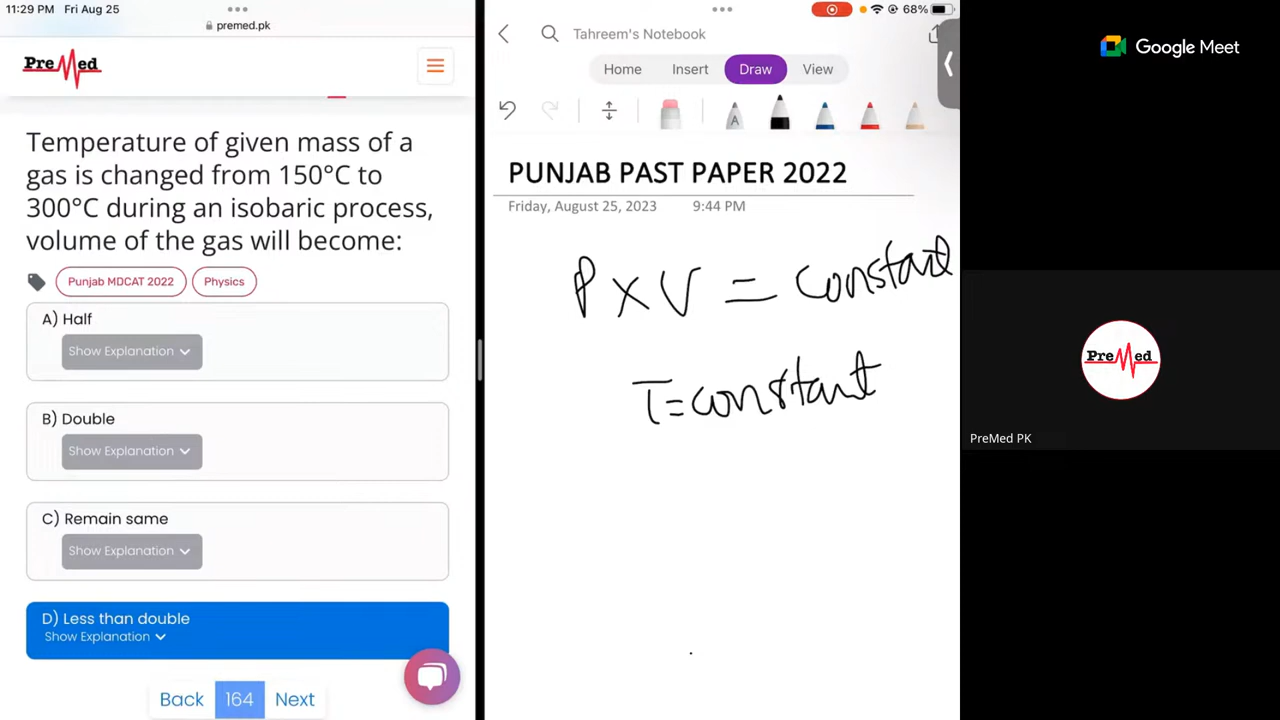 11:29 PM Fri Aug 25
premed.pk
PreMed
Temperature of given mass of a
gas is changed from 150°C to
300°C during an isobaric process,
volume of the gas will become:
Punjab MDCAT 2022
Physics
A) Half
Show Explanation
B) Double
Show Explanation
C) Remain same
Show Explanation
D) Less than double
Show Explanation
Back 164 Next
68%
Tahreem's Notebook
Home Insert Draw View
A
PUNJAB PAST PAPER 2022
Friday, August 25, 2023 9:44 PM
P x V = constant
T = constant
Google Meet
PreMed
PreMed PK